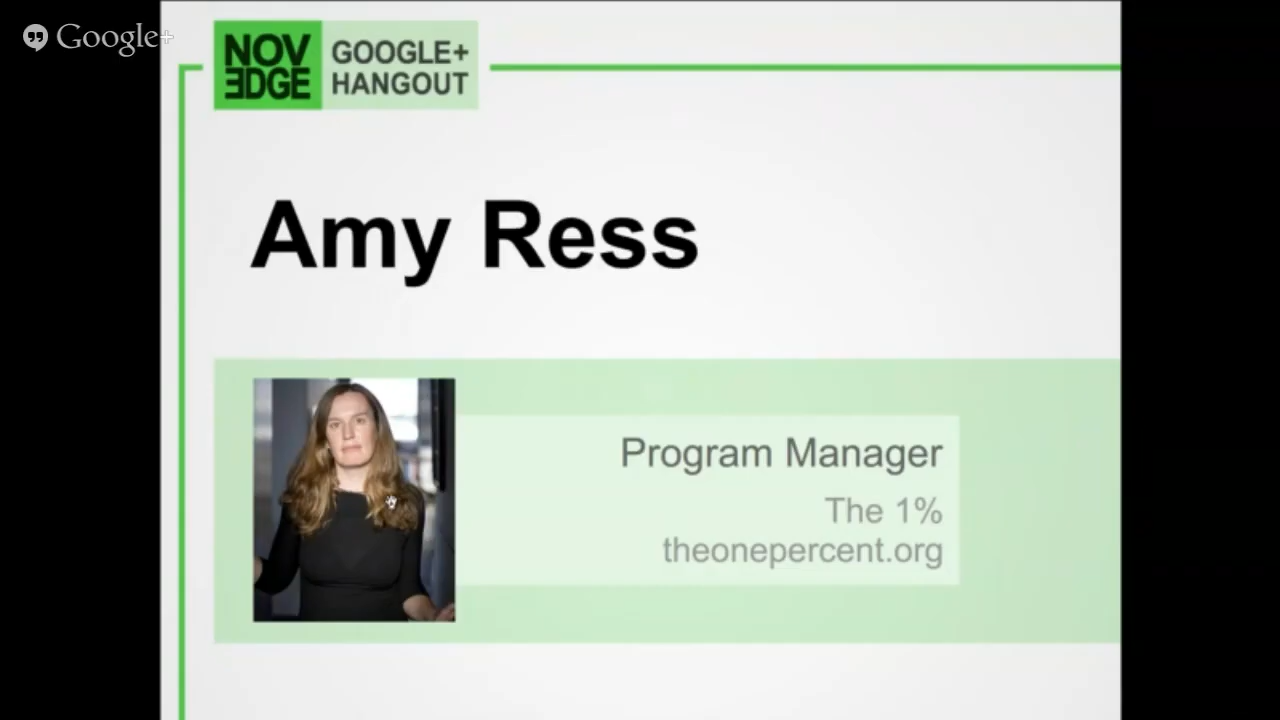 Google+
NOV
EDGE
GOOGLE+
HANGOUT
Amy Ress
Program Manager
The 1%
theonepercent.org